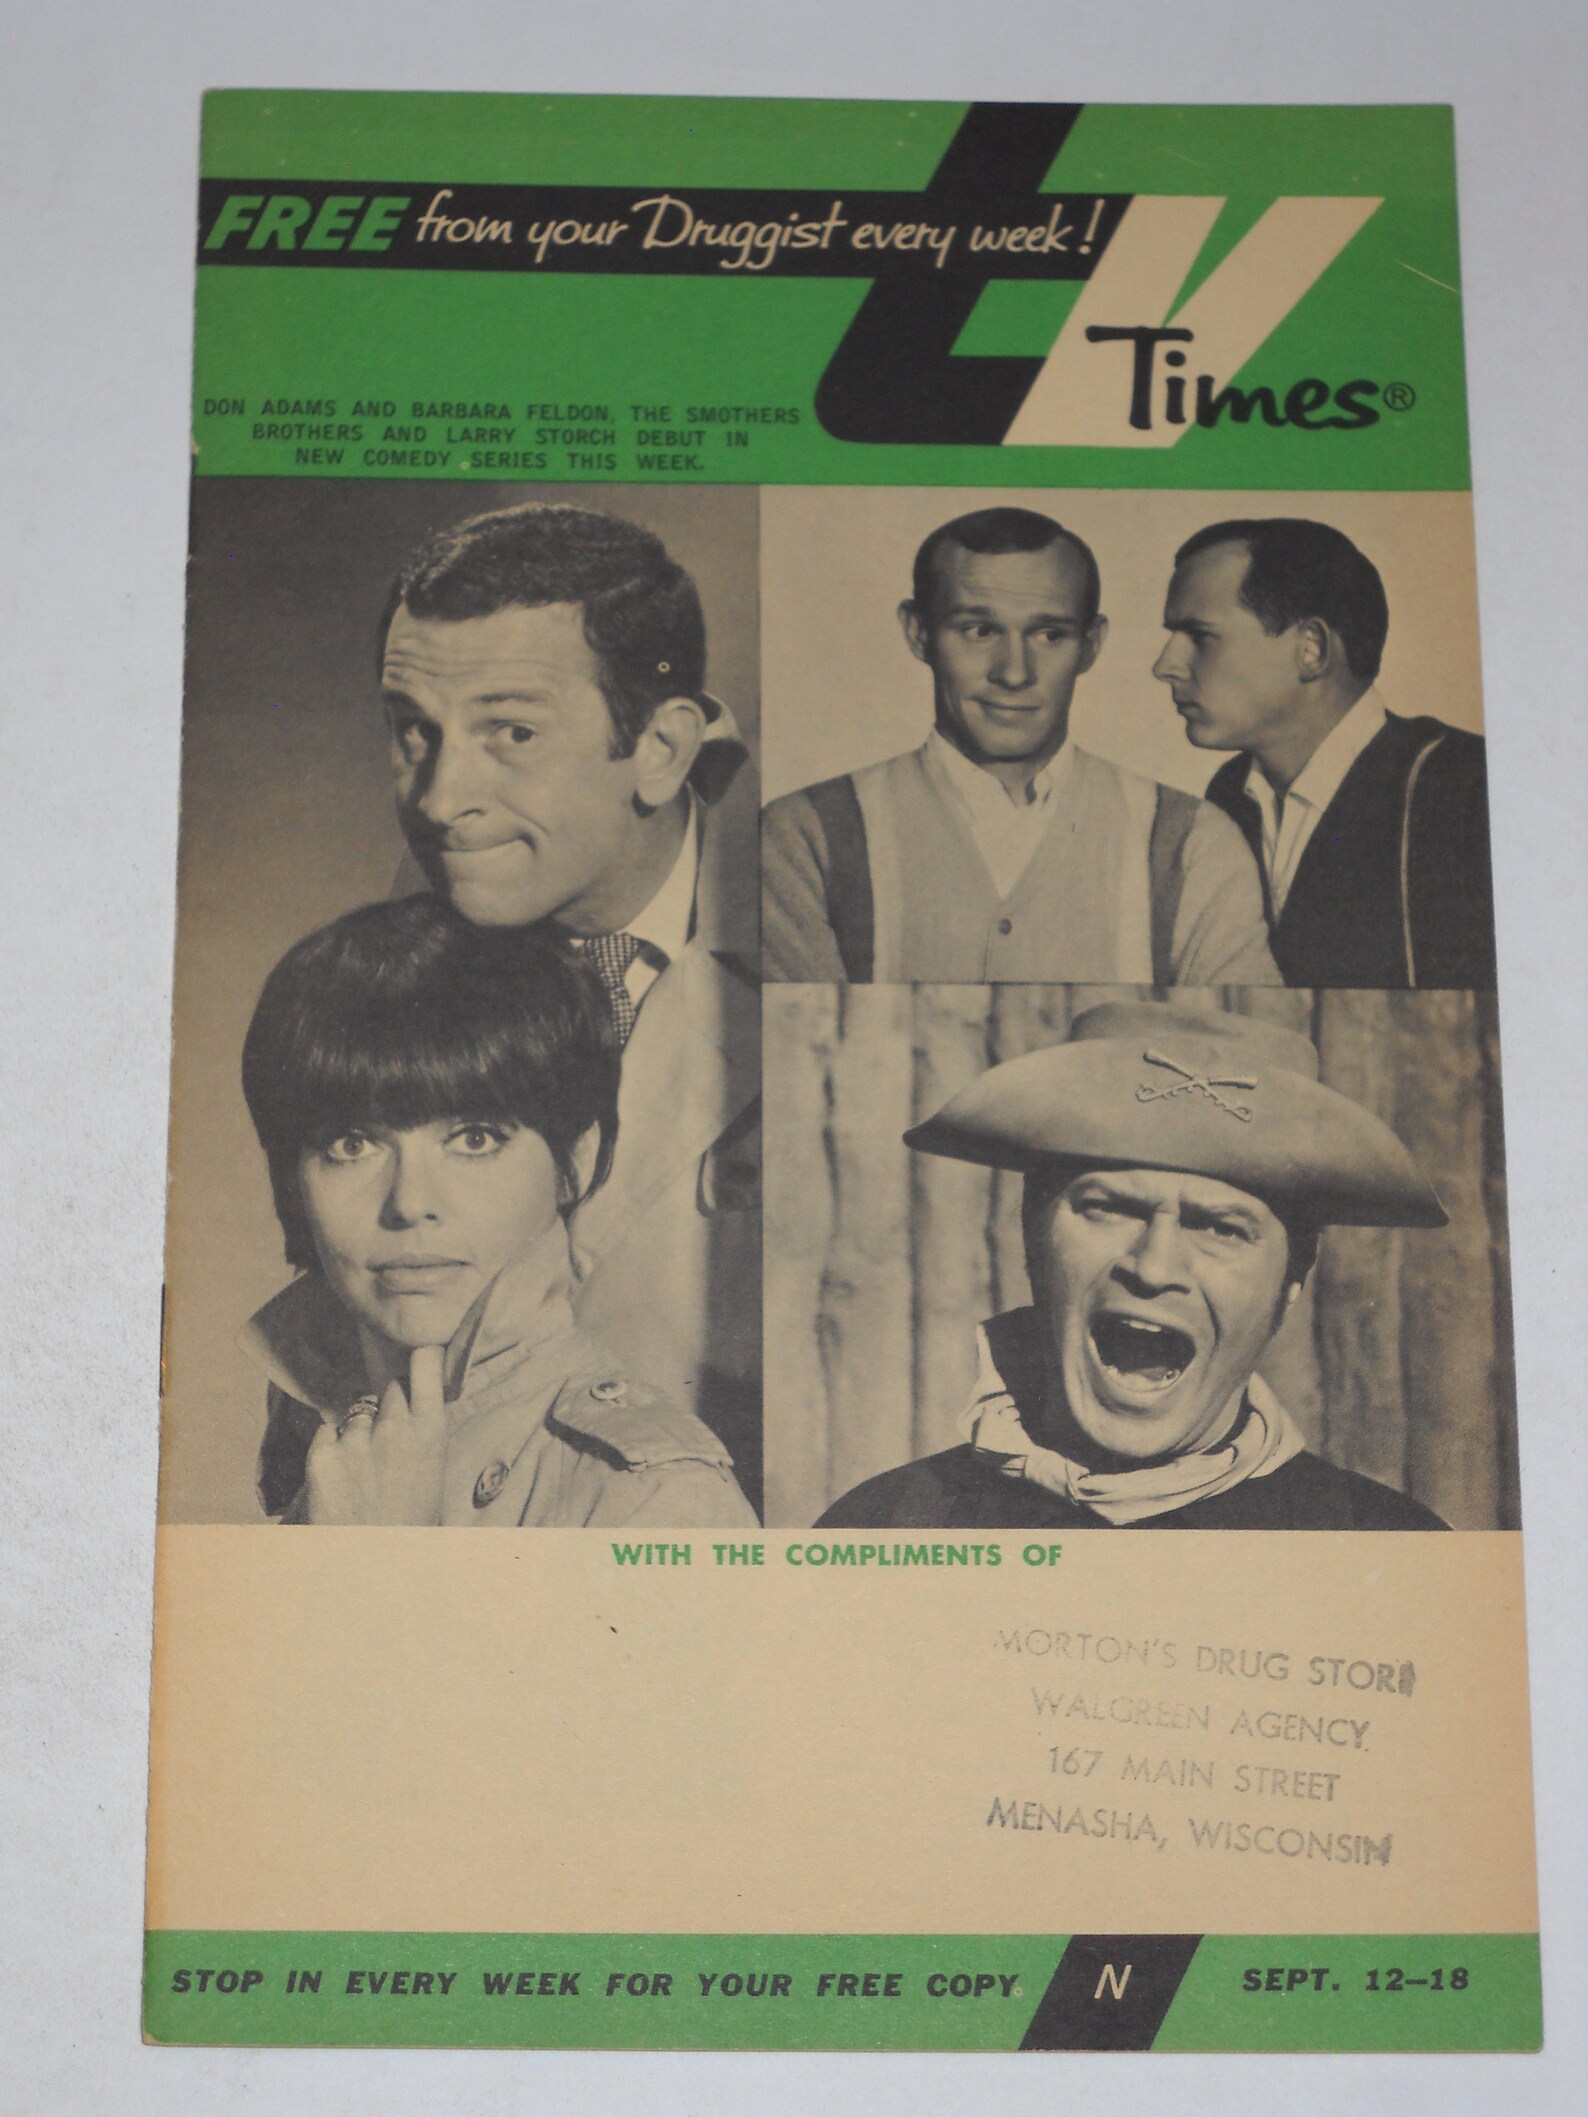 FREE from your Druggist every week!
tv
Times®
DON ADAMS AND BARBARA FELDON, THE SMOTHERS
BROTHERS AND LARRY STORCH DEBUT IN
NEW COMEDY SERIES THIS WEEK.
WITH THE COMPLIMENTS OF
MORTON'S DRUG STORE
WALGREEN AGENCY
167 MAIN STREET
MENASHA, WISCONSIN
STOP IN EVERY WEEK FOR YOUR FREE COPY. N SEPT. 12–18